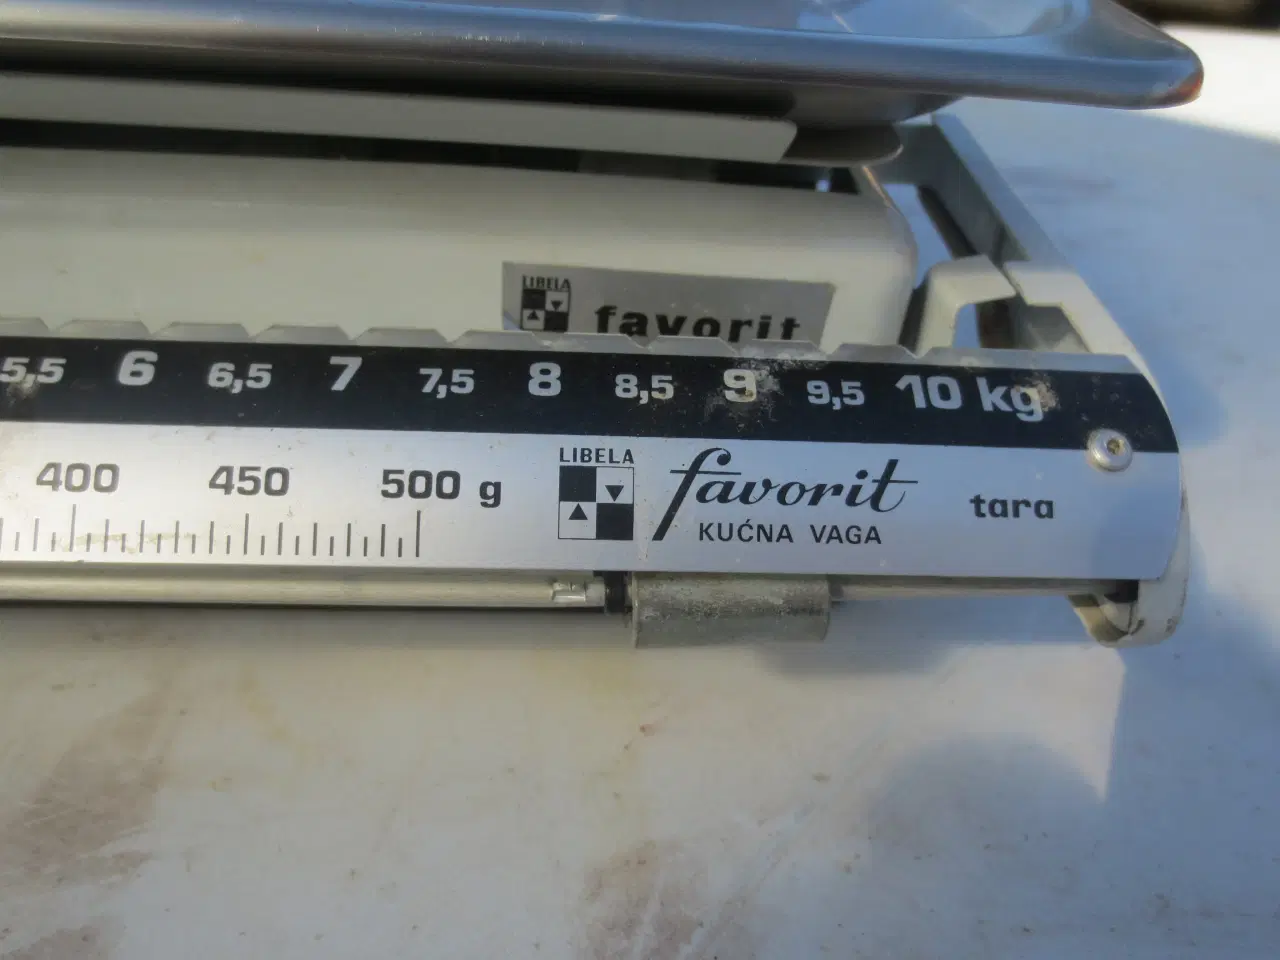 LIBELA
favorit
5,5 6 6,5 7 7,5 8 8,5 9 9,5 10 kg
400 450 500 g
LIBELA
favorit
KUĆNA VAGA
tara